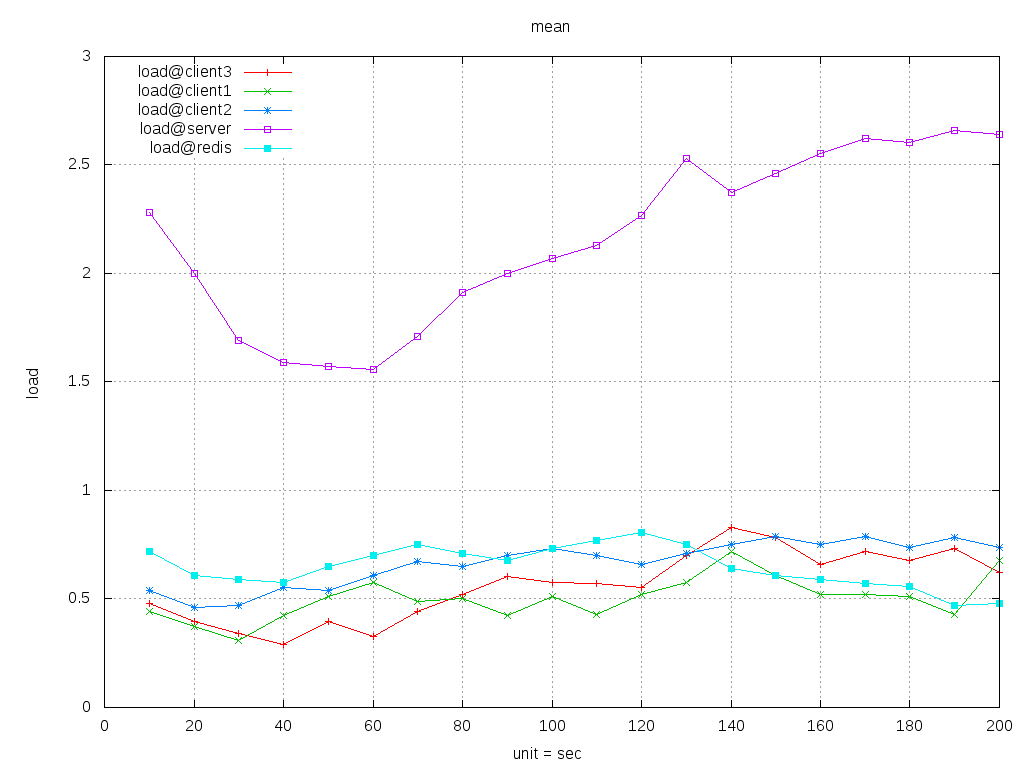 mean
load
3
2.5
2
1.5
1
0.5
0
load@client3
load@client1
load@client2
load@server
load@redis
0 20 40 60 80 100 120 140 160 180 200
unit = sec